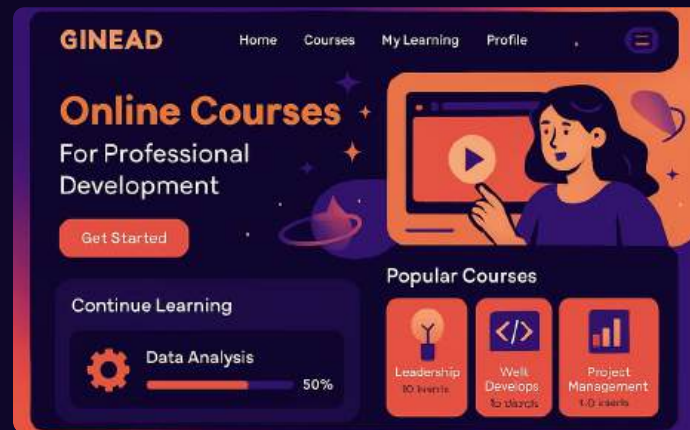 GINEAD
Home Courses My Learning Profile
Online Courses
For Professional
Development
Get Started
Continue Learning
Data Analysis
50%
Popular Courses
Leadership
10
Develops
Project
Management